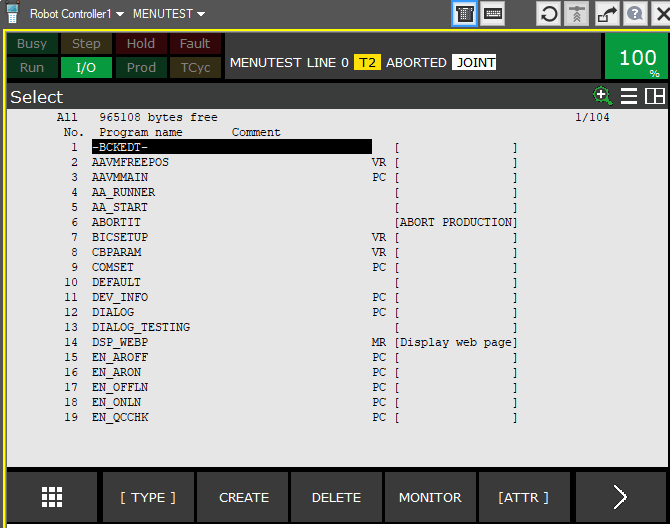 Robot Controller1 MENUTEST
Busy Step Hold Fault
Run I/O Prod TCyc
MENUTEST LINE 0 T2 ABORTED JOINT
100 %
Select
All 965108 bytes free 1/104
No. Program name Comment
1 -BCKEDT- [ ]
2 AAVMFREEPOS VR [ ]
3 AAVMMAIN PC [ ]
4 AA_RUNNER [ ]
5 AA_START [ ]
6 ABORTIT [ABORT PRODUCTION]
7 BICSETUP VR [ ]
8 CBPARAM VR [ ]
9 COMSET PC [ ]
10 DEFAULT [ ]
11 DEV_INFO PC [ ]
12 DIALOG PC [ ]
13 DIALOG_TESTING [ ]
14 DSP_WEBP MR [Display web page]
15 EN_AROFF PC [ ]
16 EN_ARON PC [ ]
17 EN_OFFLN PC [ ]
18 EN_ONLN PC [ ]
19 EN_QCCHK PC [ ]
[ TYPE ] CREATE DELETE MONITOR [ATTR ]